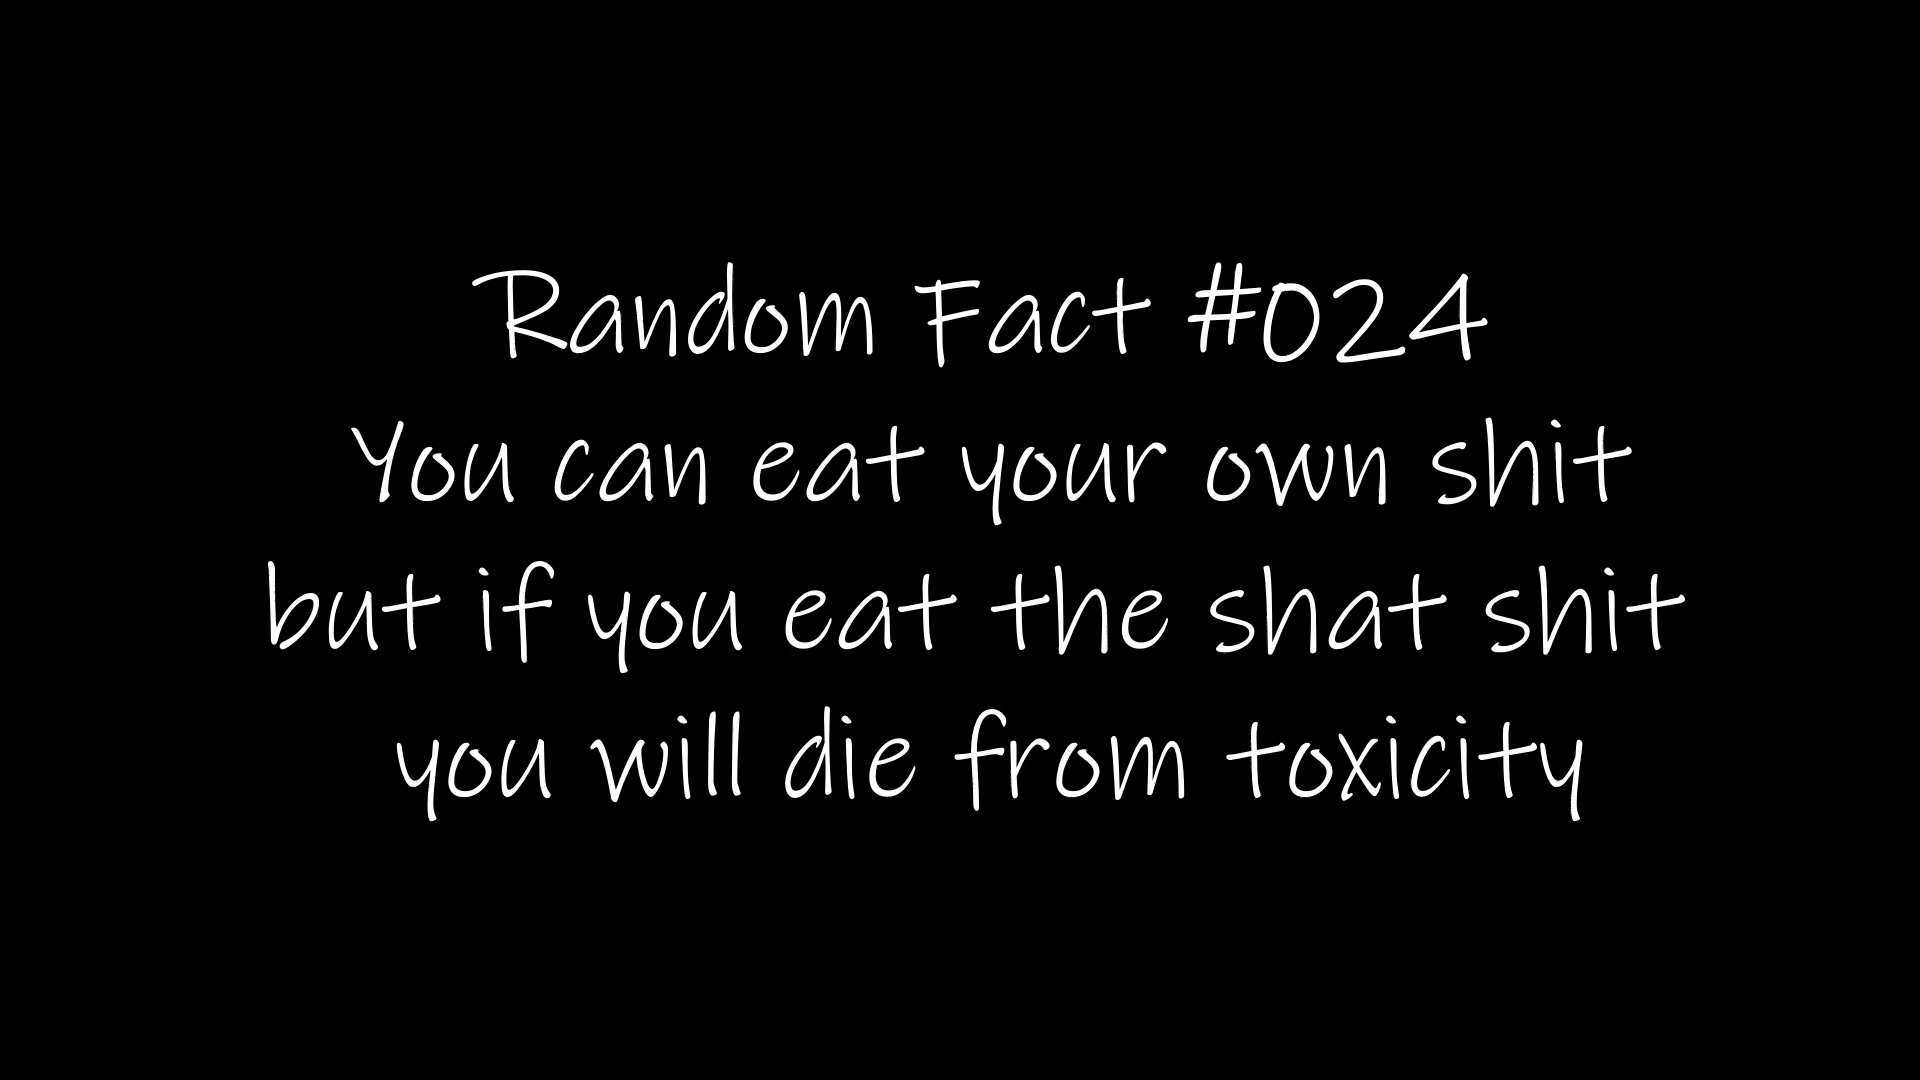 Random Fact #024
You can eat your own shit
but if you eat the shat shit
you will die from toxicity